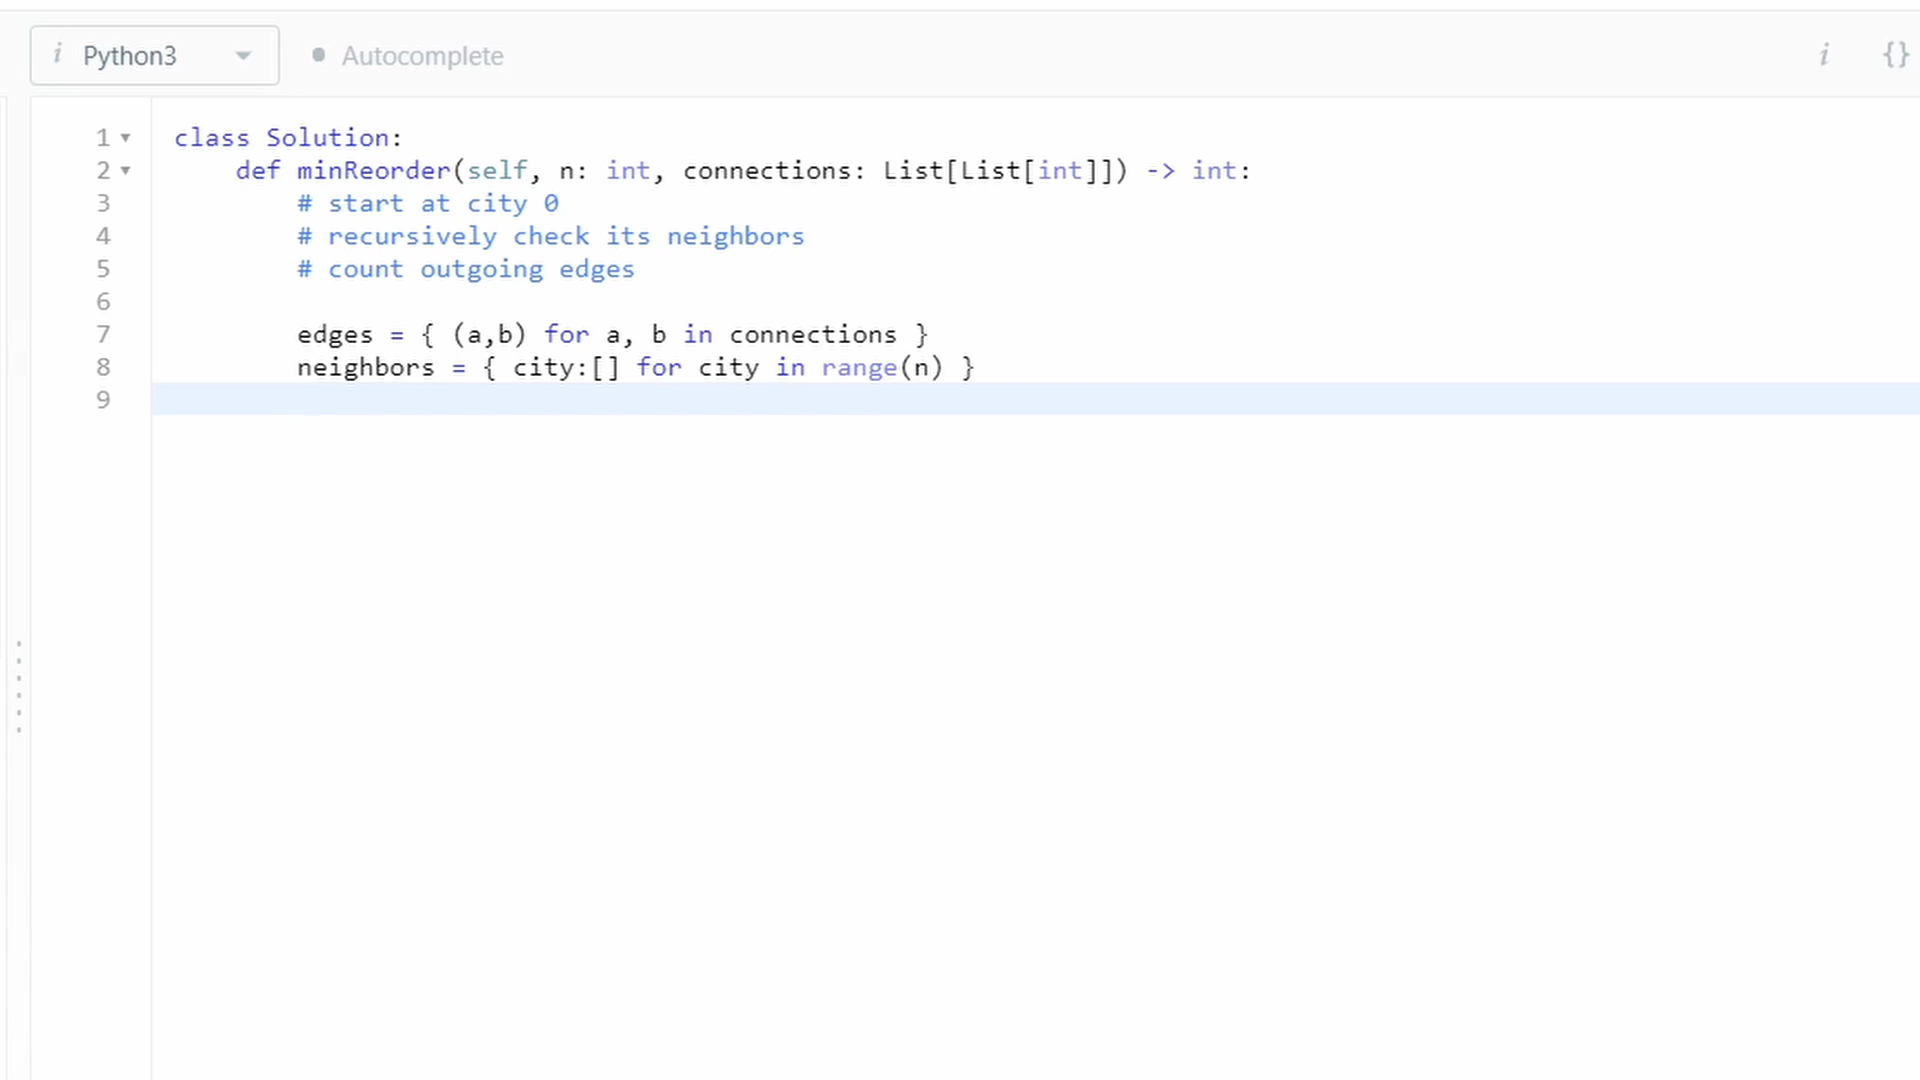 i Python3 Autocomplete i {}
1 class Solution:
2     def minReorder(self, n: int, connections: List[List[int]]) -> int:
3         # start at city 0
4         # recursively check its neighbors
5         # count outgoing edges
6
7         edges = { (a,b) for a, b in connections }
8         neighbors = { city:[] for city in range(n) }
9